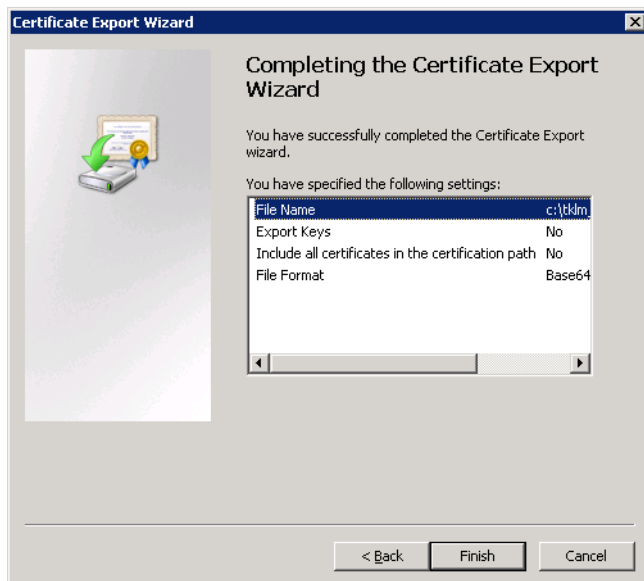 Certificate Export Wizard
Completing the Certificate Export
Wizard
You have successfully completed the Certificate Export
wizard.
You have specified the following settings:
File Name c:\tklm_
Export Keys No
Include all certificates in the certification path No
File Format Base64
< Back Finish Cancel